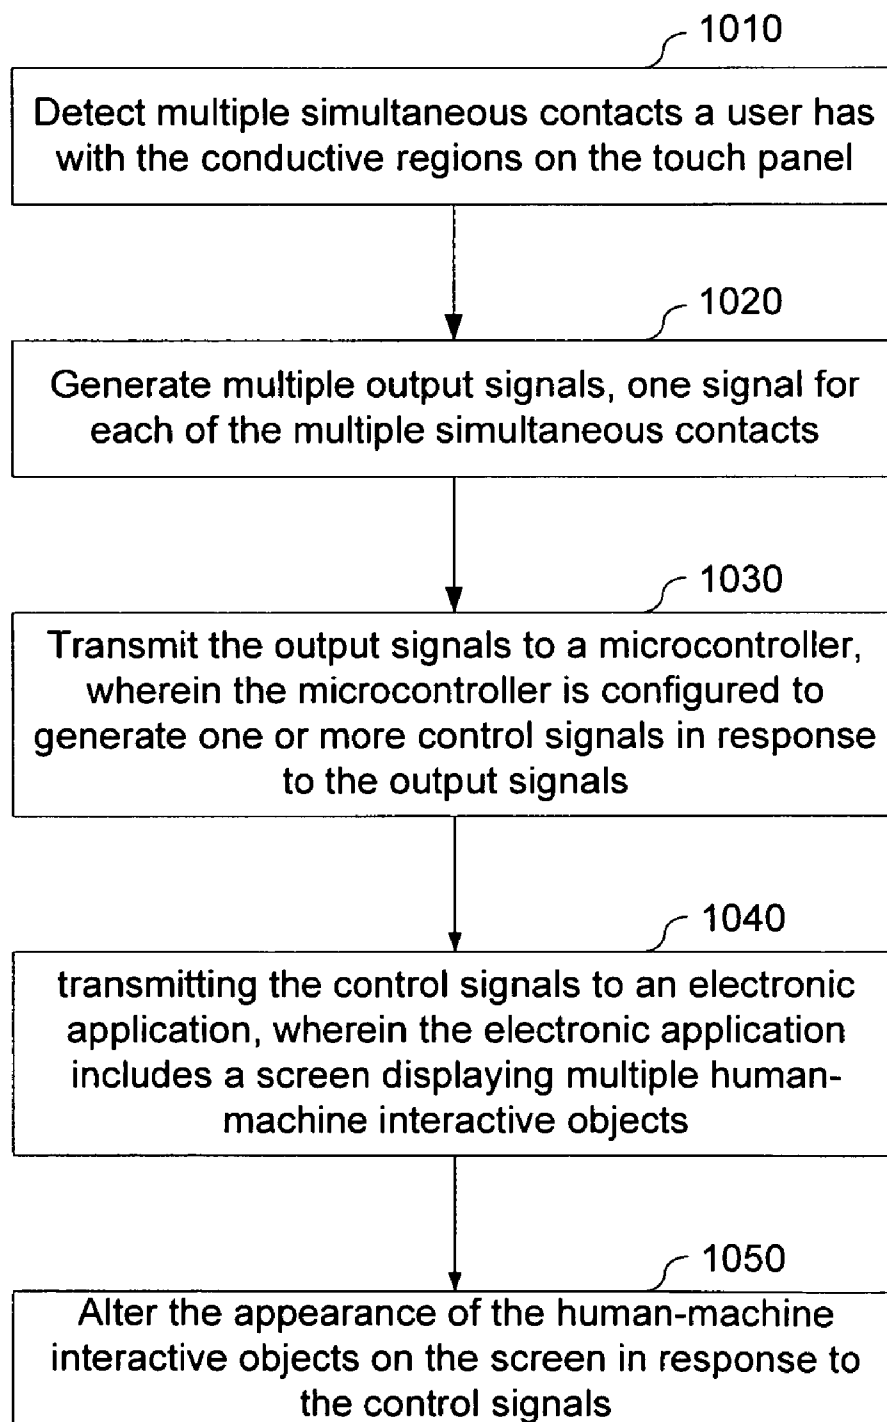 1010
Detect multiple simultaneous contacts a user has
with the conductive regions on the touch panel
1020
Generate multiple output signals, one signal for
each of the multiple simultaneous contacts
1030
Transmit the output signals to a microcontroller,
wherein the microcontroller is configured to
generate one or more control signals in response
to the output signals
1040
transmitting the control signals to an electronic
application, wherein the electronic application
includes a screen displaying multiple human-
machine interactive objects
1050
Alter the appearance of the human-machine
interactive objects on the screen in response to
the control signals